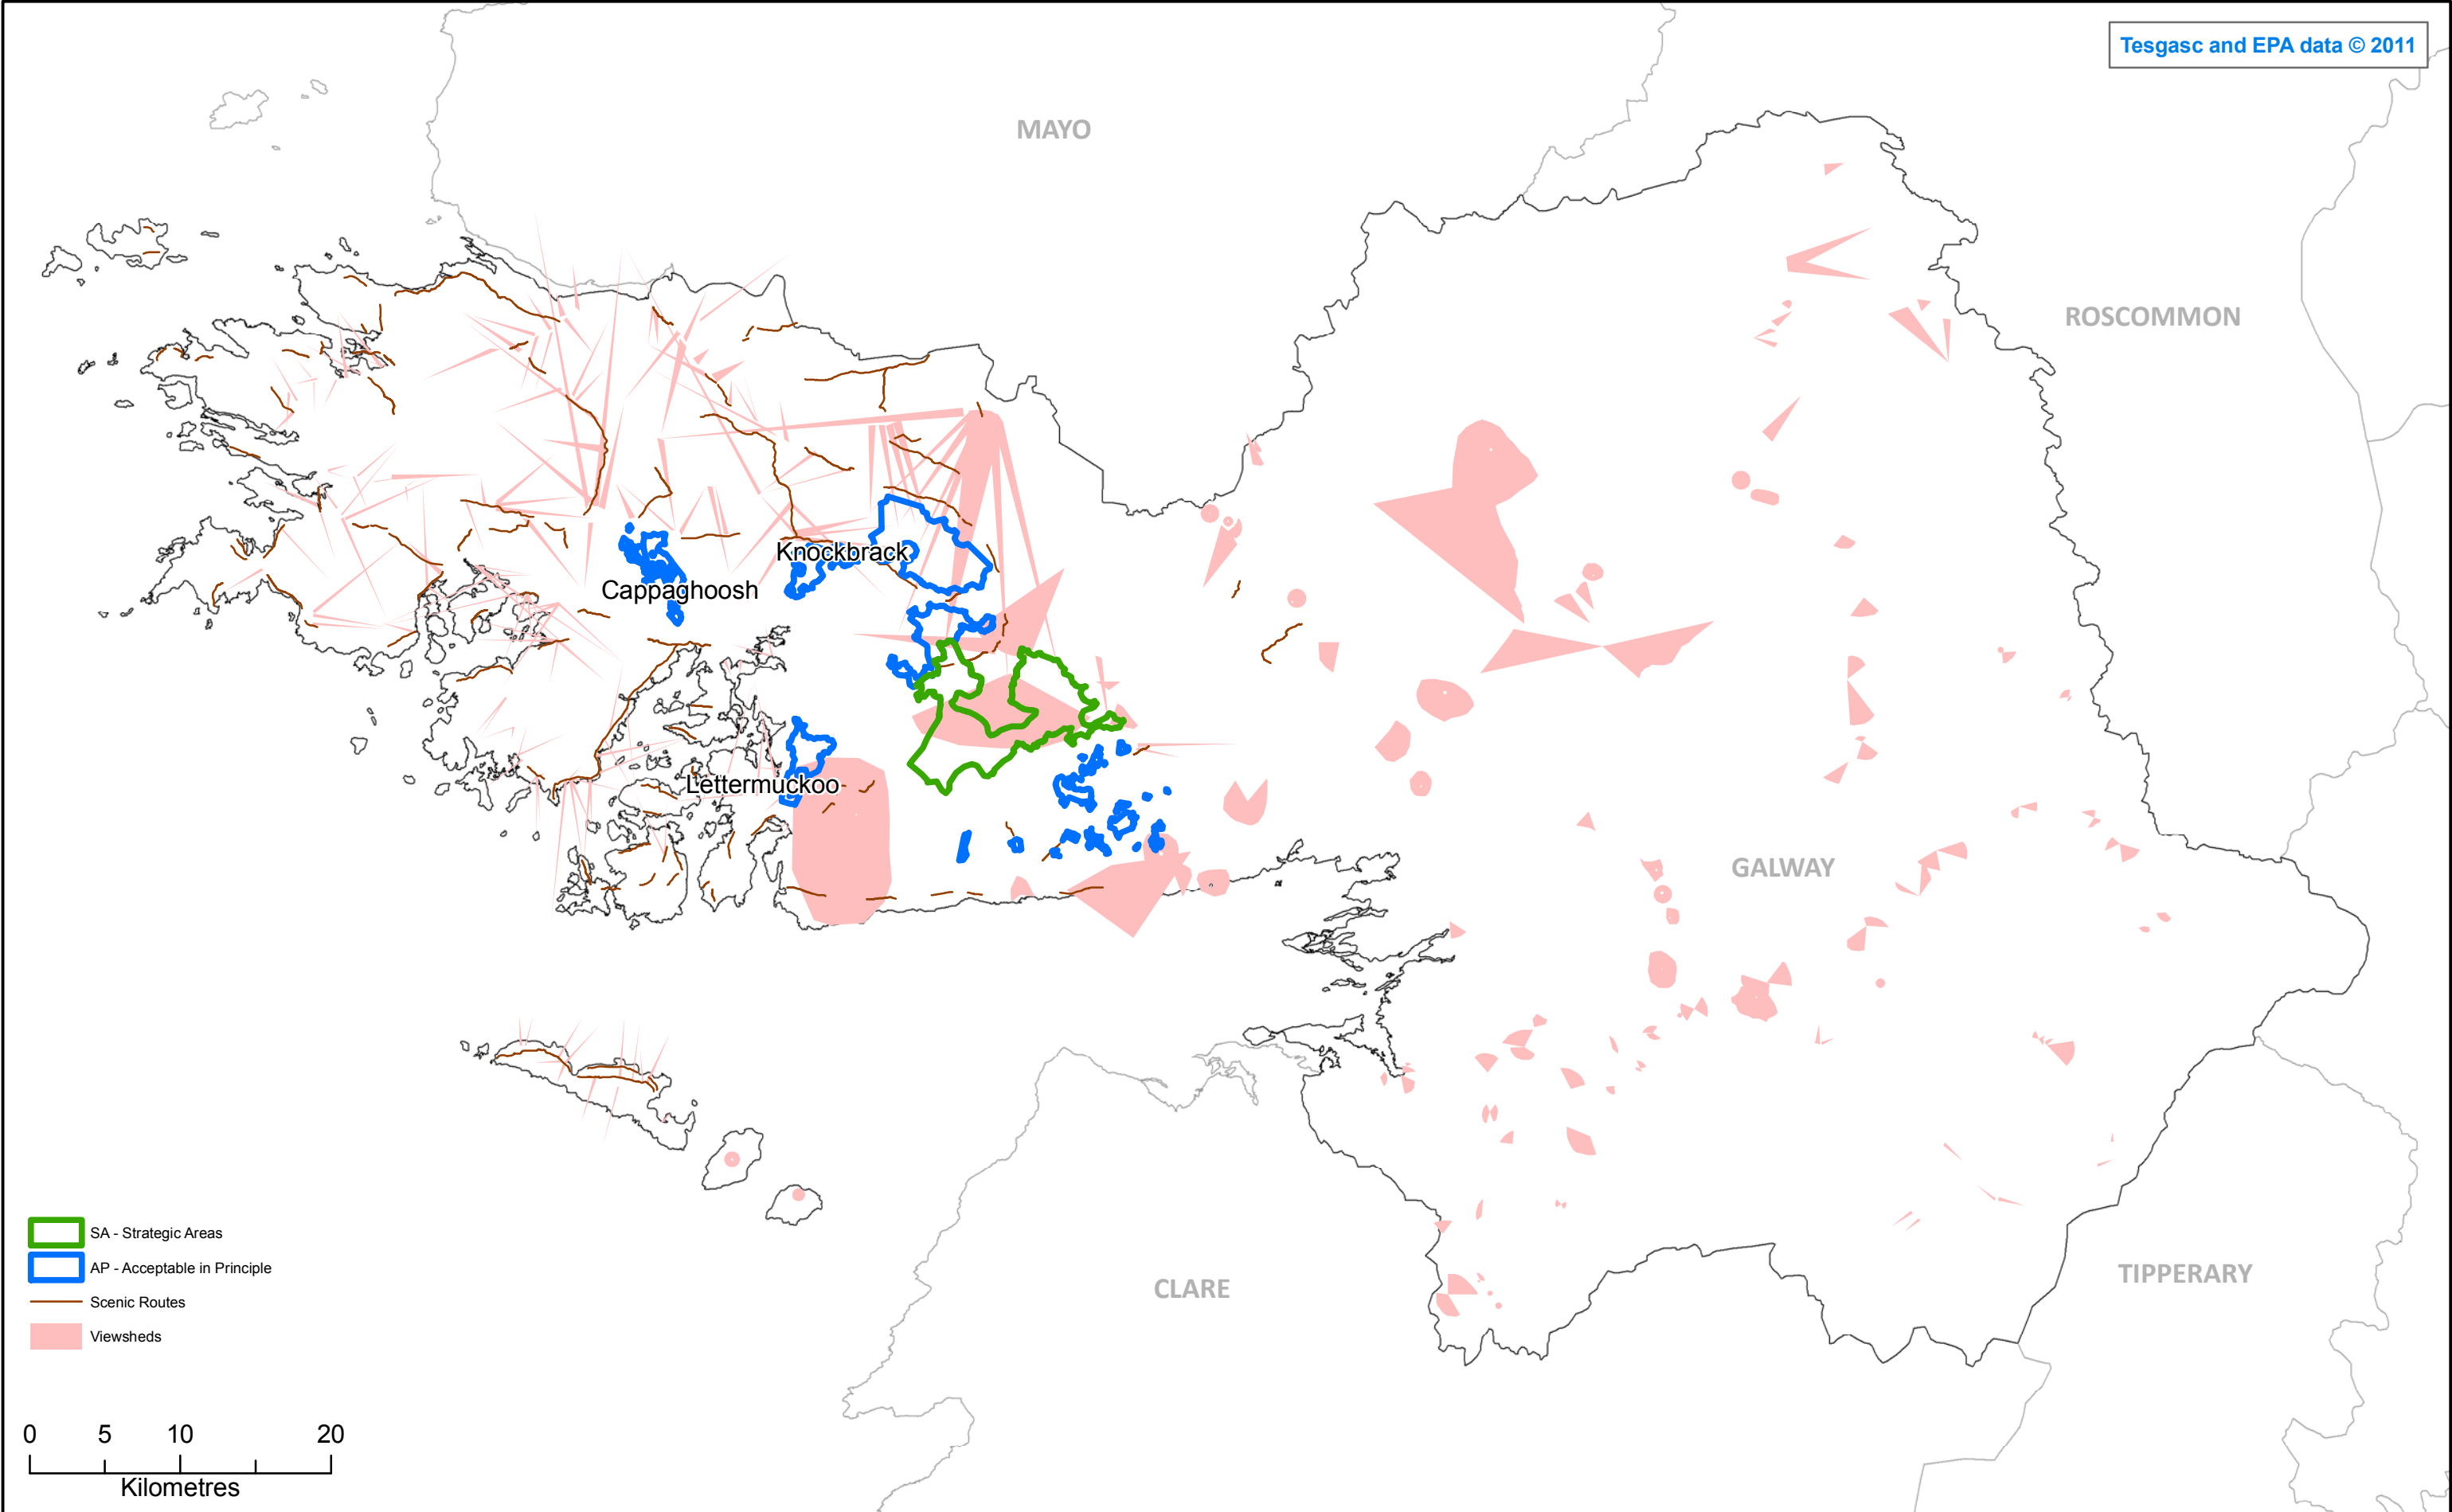 Tesgasc and EPA data © 2011
MAYO
ROSCOMMON
Knockbrack
Cappaghoosh
Lettermuckoo
GALWAY
SA - Strategic Areas
AP - Acceptable in Principle
Scenic Routes
Viewsheds
CLARE
TIPPERARY
0 5 10 20
Kilometres